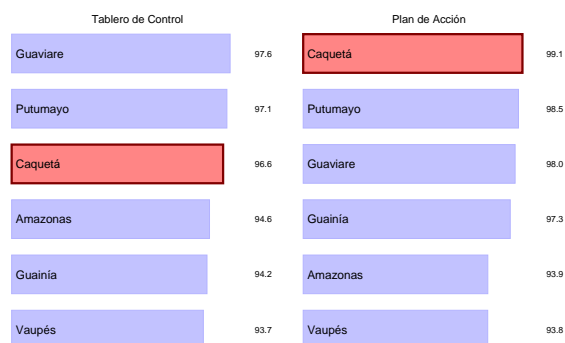 Tablero de Control
Guaviare 97.6
Putumayo 97.1
Caquetá 96.6
Amazonas 94.6
Guainía 94.2
Vaupés 93.7
Plan de Acción
Caquetá 99.1
Putumayo 98.5
Guaviare 98.0
Guainía 97.3
Amazonas 93.9
Vaupés 93.8